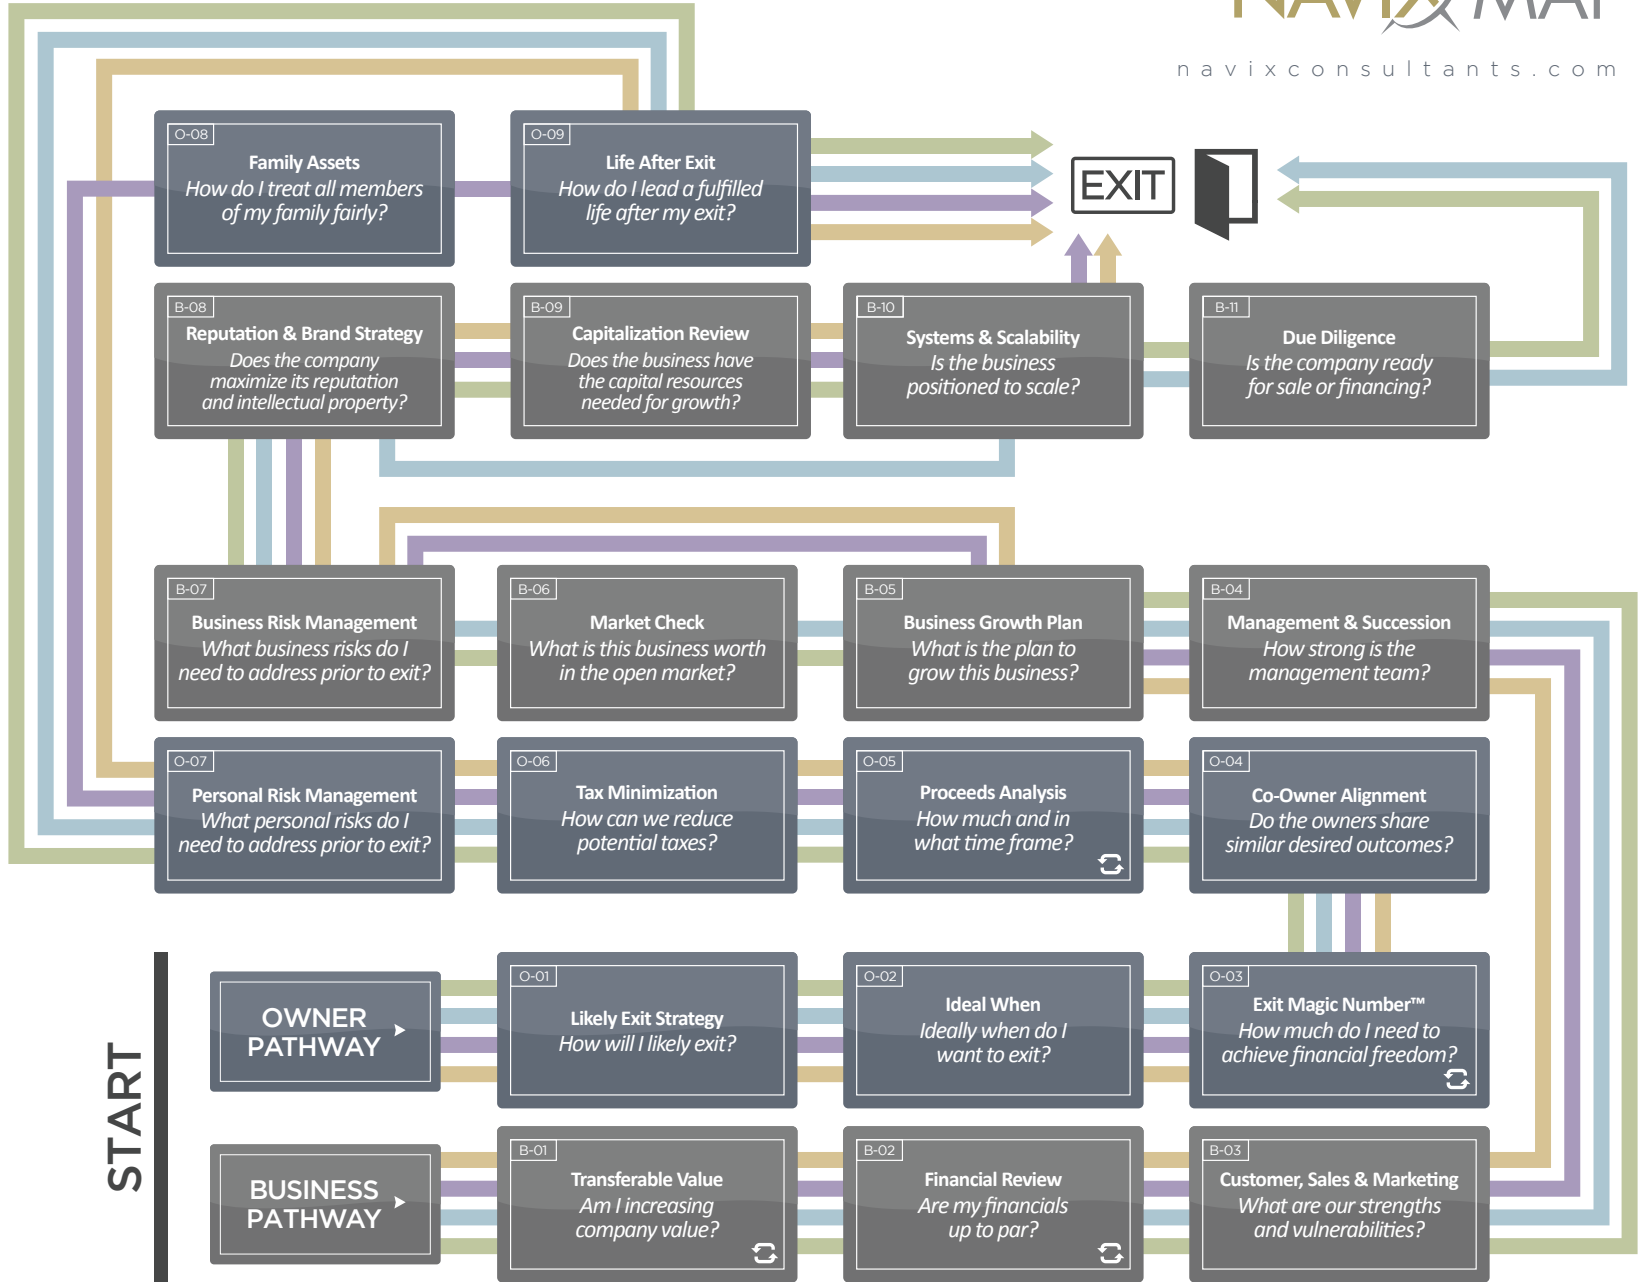 NAVIX MAP
navixconsultants.com
O-08
Family Assets
How do I treat all members
of my family fairly?
O-09
Life After Exit
How do I lead a fulfilled
life after my exit?
EXIT
B-08
Reputation & Brand Strategy
Does the company
maximize its reputation
and intellectual property?
B-09
Capitalization Review
Does the business have
the capital resources
needed for growth?
B-10
Systems & Scalability
Is the business
positioned to scale?
B-11
Due Diligence
Is the company ready
for sale or financing?
B-07
Business Risk Management
What business risks do I
need to address prior to exit?
B-06
Market Check
What is this business worth
in the open market?
B-05
Business Growth Plan
What is the plan to
grow this business?
B-04
Management & Succession
How strong is the
management team?
O-07
Personal Risk Management
What personal risks do I
need to address prior to exit?
O-06
Tax Minimization
How can we reduce
potential taxes?
O-05
Proceeds Analysis
How much and in
what time frame?
O-04
Co-Owner Alignment
Do the owners share
similar desired outcomes?
START
OWNER
PATHWAY
O-01
Likely Exit Strategy
How will I likely exit?
O-02
Ideal When
Ideally when do I
want to exit?
O-03
Exit Magic Number™
How much do I need to
achieve financial freedom?
BUSINESS
PATHWAY
B-01
Transferable Value
Am I increasing
company value?
B-02
Financial Review
Are my financials
up to par?
B-03
Customer, Sales & Marketing
What are our strengths
and vulnerabilities?